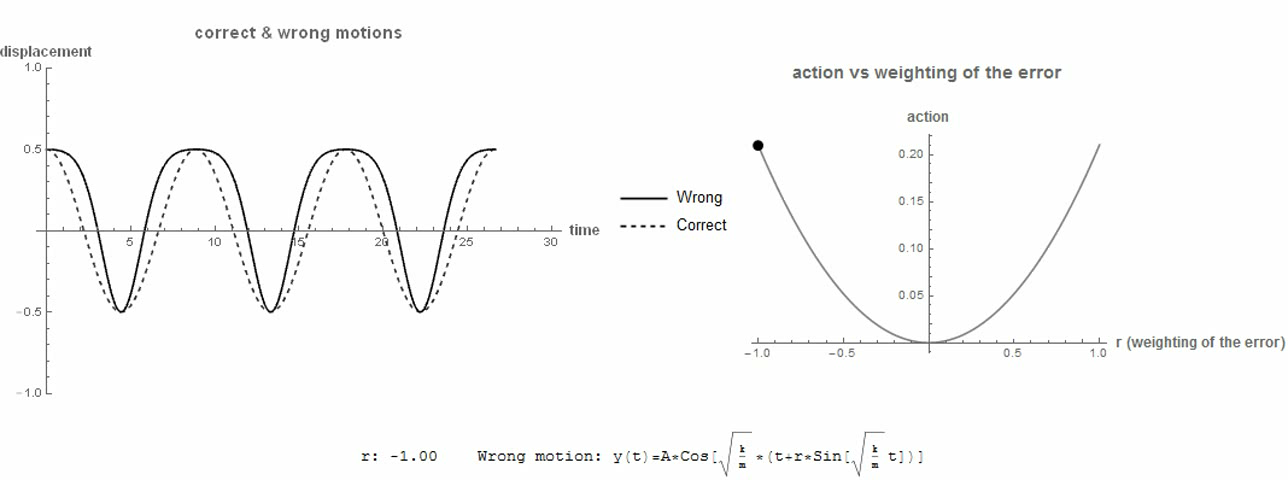 correct & wrong motions
displacement
1.0
0.5
-0.5
-1.0
5
10
15
20
25
30
time
Wrong
Correct
action vs weighting of the error
action
0.20
0.15
0.10
0.05
-1.0
-0.5
0.5
1.0
r (weighting of the error)
r: -1.00 Wrong motion: y(t)=A*Cos[√(k/m) *(t+r*Sin[√(k/m) t])]